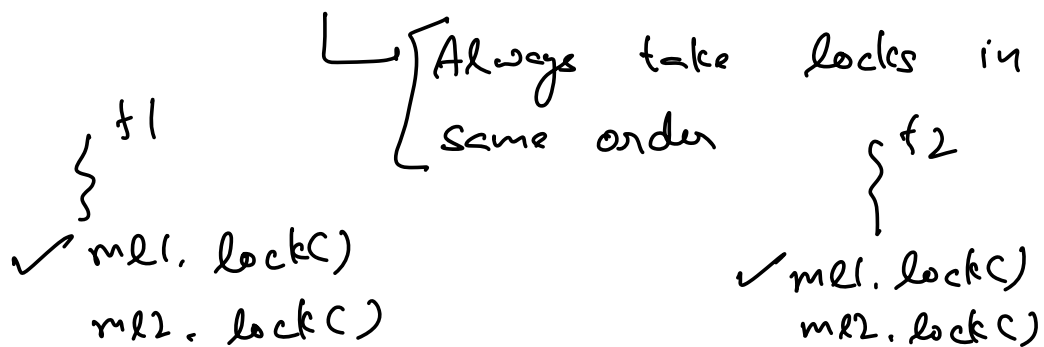 Always take locks in
same order
t1
t2
ml1. lock()
ml2. lock()
ml1. lock()
ml2. lock()